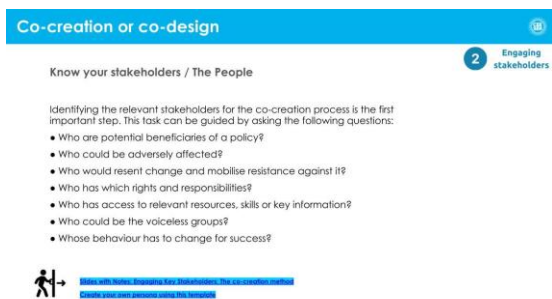 Co-creation or co-design
2
Engaging
stakeholders
Know your stakeholders / The People
Identifying the relevant stakeholders for the co-creation process is the first
important step. This task can be guided by asking the following questions:
● Who are potential beneficiaries of a policy?
● Who could be adversely affected?
● Who would resent change and mobilise resistance against it?
● Who has which rights and responsibilities?
● Who has access to relevant resources, skills or key information?
● Who could be the voiceless groups?
● Whose behaviour has to change for success?
Slides with Notes: Engaging Key Stakeholders: The co-creation method
Create your own persona using this template